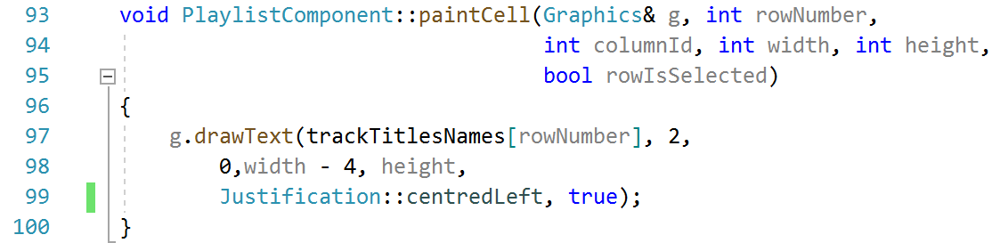 93 void PlaylistComponent::paintCell(Graphics& g, int rowNumber,
94 int columnId, int width, int height,
95 bool rowIsSelected)
96 {
97 g.drawText(trackTitlesNames[rowNumber], 2,
98 0,width - 4, height,
99 Justification::centredLeft, true);
100 }